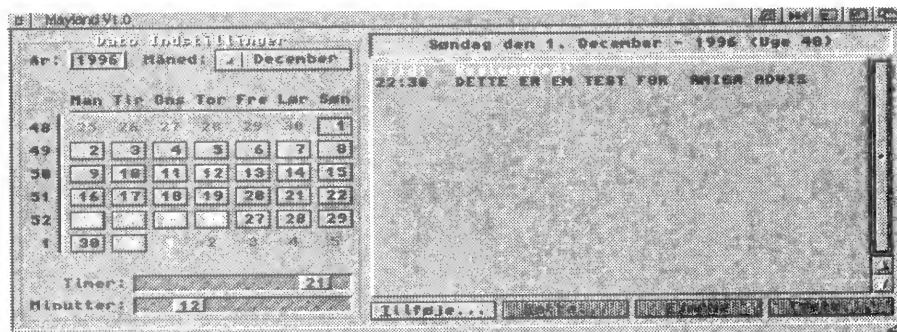 Mayland V1.0
Dato Indstillinger
År: 1996 Måned: December
Man Tir Ons Tor Fre Lør Søn
48 25 26 27 28 29 30 1
49 2 3 4 5 6 7 8
50 9 10 11 12 13 14 15
51 16 17 18 19 20 21 22
52 27 28 29
1 30 1 2 3 4 5
Timer: 21
Minutter: 12
Søndag den 1. December - 1996 (Uge 48)
22:30 DETTE ER EN TEST FOR AMIGA ADVIS
Tilføje...